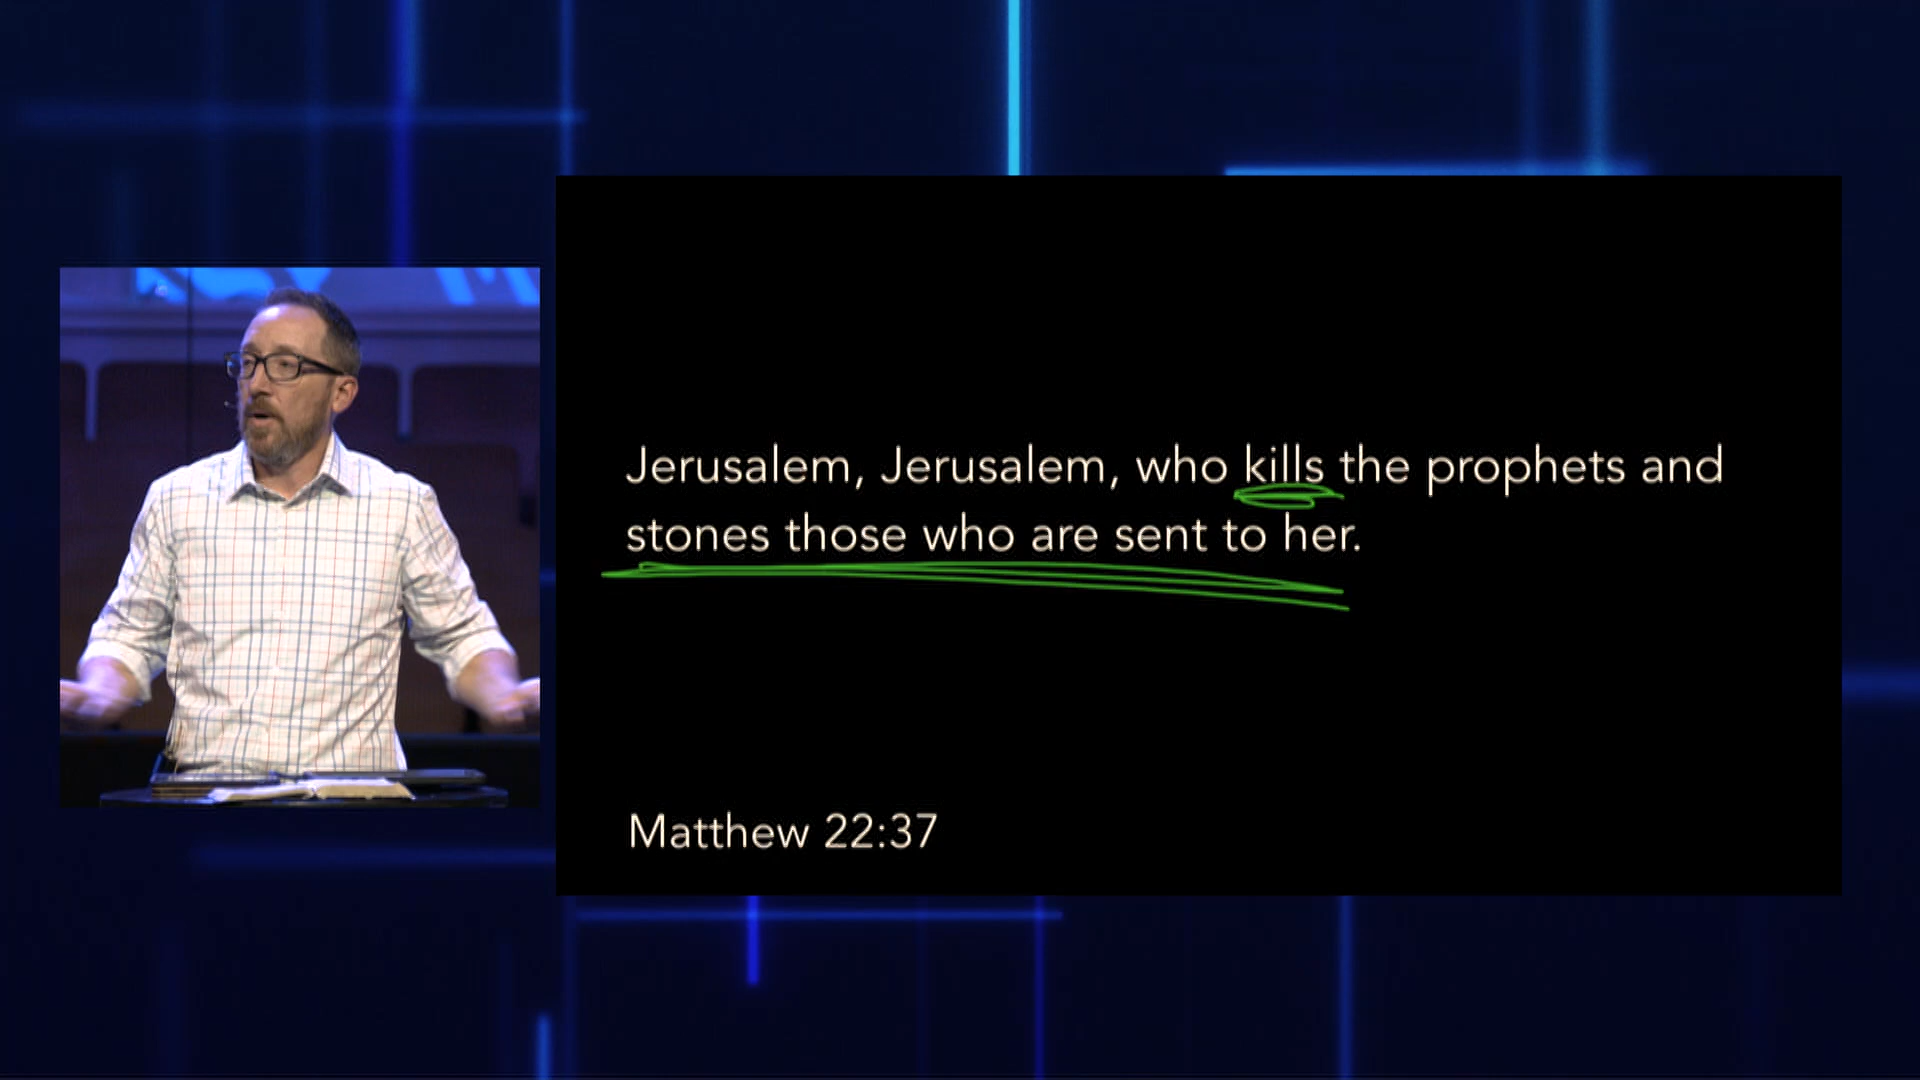 Jerusalem, Jerusalem, who kills the prophets and
stones those who are sent to her.
Matthew 22:37